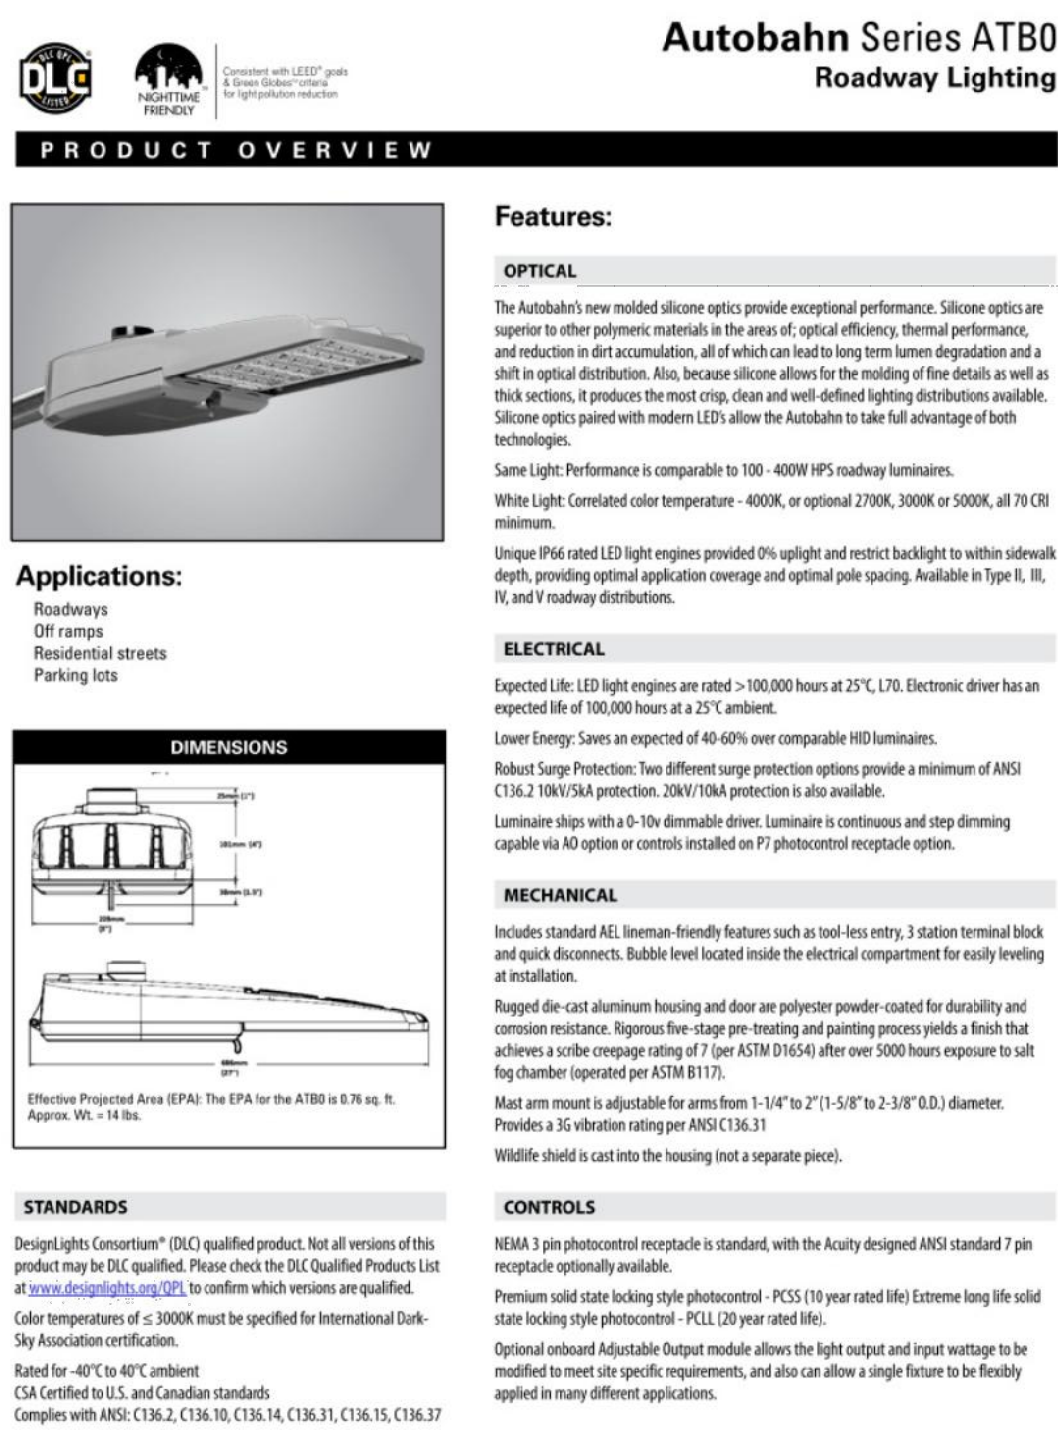 Autobahn Series ATB0
Roadway Lighting
DLC OPL
DLC
LISTED
NIGHTTIME
FRIENDLY
Consistent with LEED® goals
& Green Globes™ criteria
for light pollution reduction
PRODUCT OVERVIEW
Applications:
Roadways
Off ramps
Residential streets
Parking lots
DIMENSIONS
25mm (1")
101mm (4")
38mm (1.5")
(9")
686mm
(27")
Effective Projected Area (EPA): The EPA for the ATB0 is 0.76 sq. ft.
Approx. Wt. = 14 lbs.
STANDARDS
DesignLights Consortium® (DLC) qualified product. Not all versions of this
product may be DLC qualified. Please check the DLC Qualified Products List
at www.designlights.org/QPL to confirm which versions are qualified.
Color temperatures of ≤ 3000K must be specified for International Dark-
Sky Association certification.
Rated for -40°C to 40°C ambient
CSA Certified to U.S. and Canadian standards
Complies with ANSI: C136.2, C136.10, C136.14, C136.31, C136.15, C136.37
Features:
OPTICAL
The Autobahn's new molded silicone optics provide exceptional performance. Silicone optics are
superior to other polymeric materials in the areas of; optical efficiency, thermal performance,
and reduction in dirt accumulation, all of which can lead to long term lumen degradation and a
shift in optical distribution. Also, because silicone allows for the molding of fine details as well as
thick sections, it produces the most crisp, clean and well-defined lighting distributions available.
Silicone optics paired with modern LED's allow the Autobahn to take full advantage of both
technologies.
Same Light: Performance is comparable to 100 - 400W HPS roadway luminaires.
White Light: Correlated color temperature - 4000K, or optional 2700K, 3000K or 5000K, all 70 CRI
minimum.
Unique IP66 rated LED light engines provided 0% uplight and restrict backlight to within sidewalk
depth, providing optimal application coverage and optimal pole spacing. Available in Type II, III,
IV, and V roadway distributions.
ELECTRICAL
Expected Life: LED light engines are rated >100,000 hours at 25°C, L70. Electronic driver has an
expected life of 100,000 hours at a 25°C ambient.
Lower Energy: Saves an expected of 40-60% over comparable HID luminaires.
Robust Surge Protection: Two different surge protection options provide a minimum of ANSI
C136.2 10kV/5kA protection. 20kV/10kA protection is also available.
Luminaire ships with a 0-10v dimmable driver. Luminaire is continuous and step dimming
capable via AO option or controls installed on P7 photocontrol receptacle option.
MECHANICAL
Includes standard AEL lineman-friendly features such as tool-less entry, 3 station terminal block
and quick disconnects. Bubble level located inside the electrical compartment for easily leveling
at installation.
Rugged die-cast aluminum housing and door are polyester powder-coated for durability and
corrosion resistance. Rigorous five-stage pre-treating and painting process yields a finish that
achieves a scribe creepage rating of 7 (per ASTM D1654) after over 5000 hours exposure to salt
fog chamber (operated per ASTM B117).
Mast arm mount is adjustable for arms from 1-1/4" to 2" (1-5/8" to 2-3/8" O.D.) diameter.
Provides a 3G vibration rating per ANSI C136.31
Wildlife shield is cast into the housing (not a separate piece).
CONTROLS
NEMA 3 pin photocontrol receptacle is standard, with the Acuity designed ANSI standard 7 pin
receptacle optionally available.
Premium solid state locking style photocontrol - PCSS (10 year rated life) Extreme long life solid
state locking style photocontrol - PCLL (20 year rated life).
Optional onboard Adjustable Output module allows the light output and input wattage to be
modified to meet site specific requirements, and also can allow a single fixture to be flexibly
applied in many different applications.